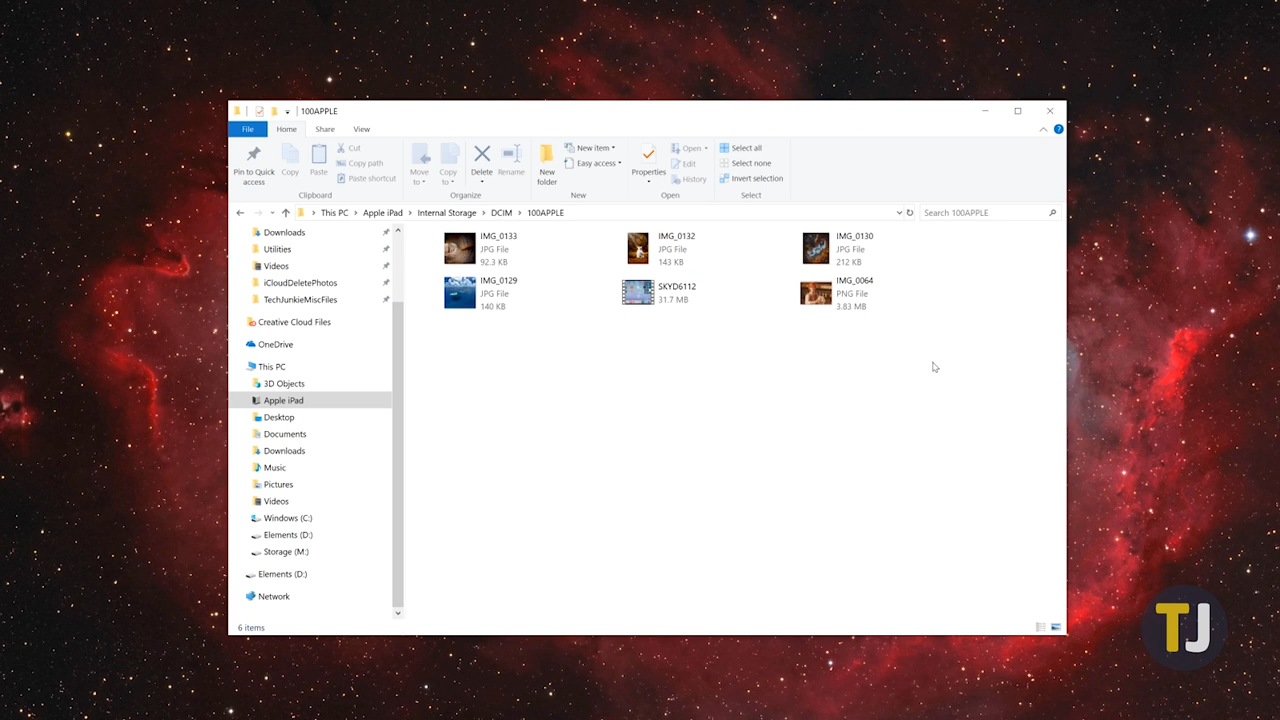 100APPLE
File Home Share View
Pin to Quick access
Copy
Paste
Cut
Copy path
Paste shortcut
Clipboard
Move to
Copy to
Delete
Rename
Organize
New folder
New item
Easy access
New
Properties
Open
Edit
History
Open
Select all
Select none
Invert selection
Select
This PC > Apple iPad > Internal Storage > DCIM > 100APPLE
Search 100APPLE
Downloads
Utilities
Videos
iCloudDeletePhotos
TechJunkieMiscFiles
Creative Cloud Files
OneDrive
This PC
3D Objects
Apple iPad
Desktop
Documents
Downloads
Music
Pictures
Videos
Windows (C:)
Elements (D:)
Storage (M:)
Elements (D:)
Network
IMG_0133
JPG File
92.3 KB
IMG_0132
JPG File
143 KB
IMG_0130
JPG File
212 KB
IMG_0129
JPG File
140 KB
SKYD6112
31.7 MB
IMG_0064
PNG File
3.83 MB
6 items
TJ